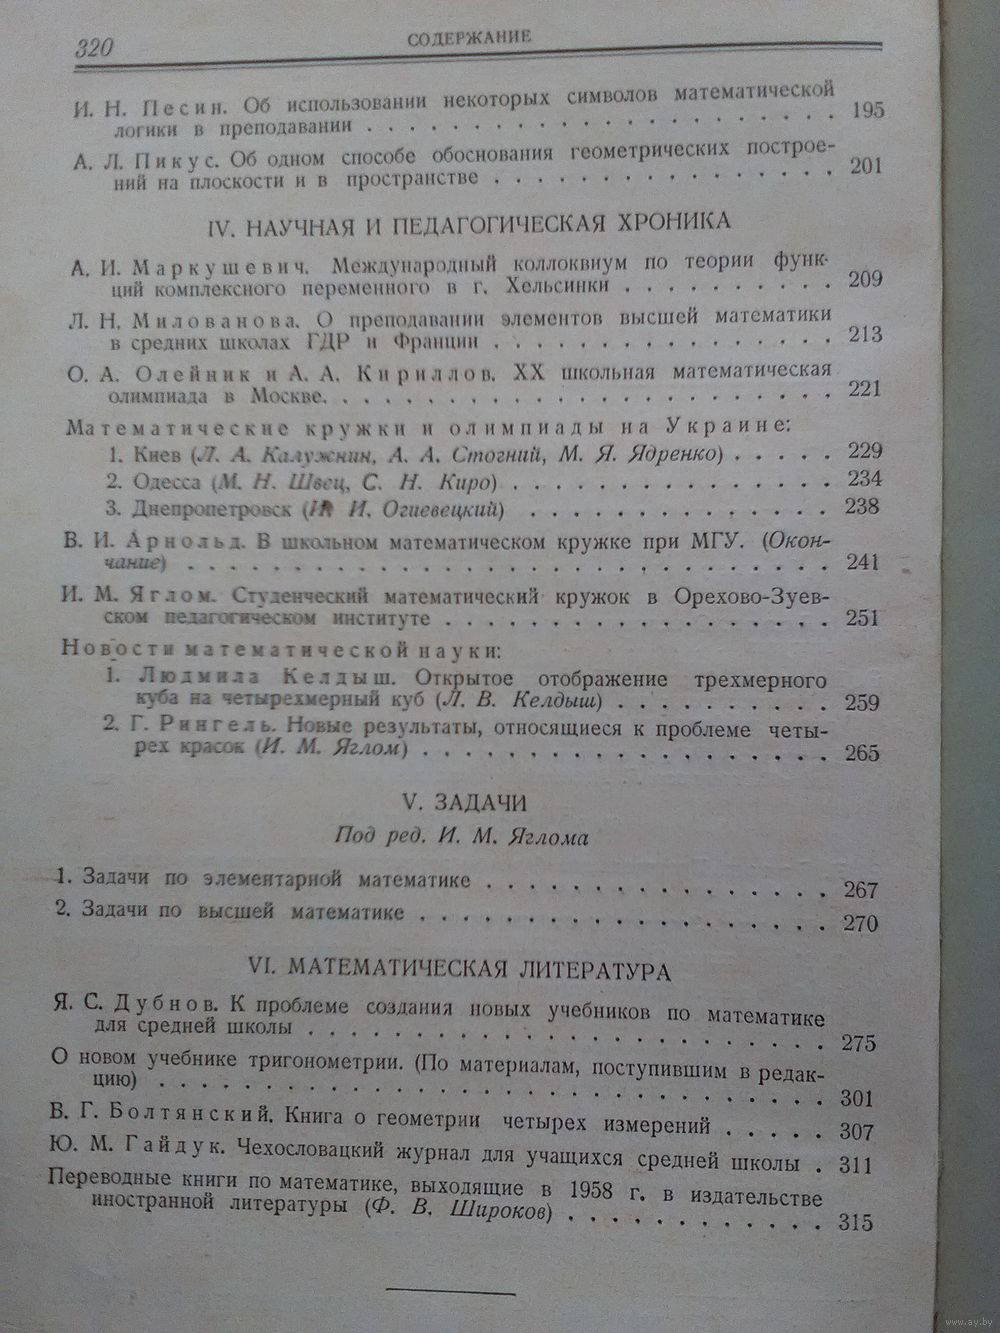 320 СОДЕРЖАНИЕ
И. Н. Песин. Об использовании некоторых символов математической
логики в преподавании . . . . . . . . . . . . . . . . . . . . . . . 195
А. Л. Пикус. Об одном способе обоснования геометрических построе-
ний на плоскости и в пространстве . . . . . . . . . . . . . . . . 201
IV. НАУЧНАЯ И ПЕДАГОГИЧЕСКАЯ ХРОНИКА
А. И. Маркушевич. Международный коллоквиум по теории функ-
ций комплексного переменного в г. Хельсинки . . . . . . . . . . 209
Л. Н. Милованова. О преподавании элементов высшей математики
в средних школах ГДР и Франции . . . . . . . . . . . . . . . . 213
О. А. Олейник и А. А. Кириллов. XX школьная математическая
олимпиада в Москве. . . . . . . . . . . . . . . . . . . . . . . . 221
Математические кружки и олимпиады на Украине:
1. Киев (Л. А. Калужнин, А. А. Стогний, М. Я. Ядренко) . . . . . 229
2. Одесса (М. Н. Швец, С. Н. Киро) . . . . . . . . . . . . . . . 234
3. Днепропетровск (И. И. Огиевецкий) . . . . . . . . . . . . . . 238
В. И. Арнольд. В школьном математическом кружке при МГУ. (Окон-
чание) . . . . . . . . . . . . . . . . . . . . . . . . . . . . . 241
И. М. Яглом. Студенческий математический кружок в Орехово-Зуев-
ском педагогическом институте . . . . . . . . . . . . . . . . . . 251
Новости математической науки:
1. Людмила Келдыш. Открытое отображение трехмерного
куба на четырехмерный куб (Л. В. Келдыш) . . . . . . . . . . 259
2. Г. Рингель. Новые результаты, относящиеся к проблеме четы-
рех красок (И. М. Яглом) . . . . . . . . . . . . . . . . . . . 265
V. ЗАДАЧИ
Под ред. И. М. Яглома
1. Задачи по элементарной математике . . . . . . . . . . . . . . . . 267
2. Задачи по высшей математике . . . . . . . . . . . . . . . . . . . 270
VI. МАТЕМАТИЧЕСКАЯ ЛИТЕРАТУРА
Я. С. Дубнов. К проблеме создания новых учебников по математике
для средней школы . . . . . . . . . . . . . . . . . . . . . . . . 275
О новом учебнике тригонометрии. (По материалам, поступившим в редак-
цию) . . . . . . . . . . . . . . . . . . . . . . . . . . . . . . 301
В. Г. Болтянский. Книга о геометрии четырех измерений . . . . . 307
Ю. М. Гайдук. Чехословацкий журнал для учащихся средней школы . 311
Переводные книги по математике, выходящие в 1958 г. в издательстве
иностранной литературы (Ф. В. Широков) . . . . . . . . . . . . 315
www.ay.by